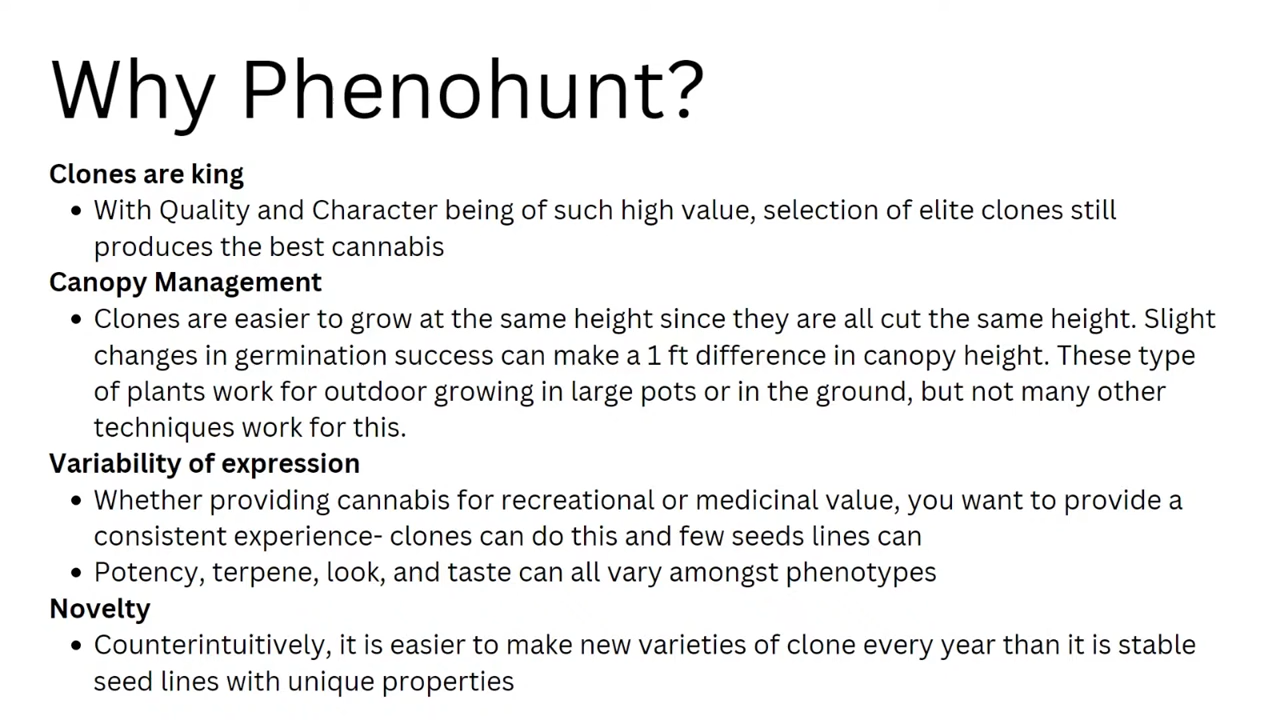 Why Phenohunt?
Clones are king
• With Quality and Character being of such high value, selection of elite clones still
produces the best cannabis
Canopy Management
• Clones are easier to grow at the same height since they are all cut the same height. Slight
changes in germination success can make a 1 ft difference in canopy height. These type
of plants work for outdoor growing in large pots or in the ground, but not many other
techniques work for this.
Variability of expression
• Whether providing cannabis for recreational or medicinal value, you want to provide a
consistent experience- clones can do this and few seeds lines can
• Potency, terpene, look, and taste can all vary amongst phenotypes
Novelty
• Counterintuitively, it is easier to make new varieties of clone every year than it is stable
seed lines with unique properties